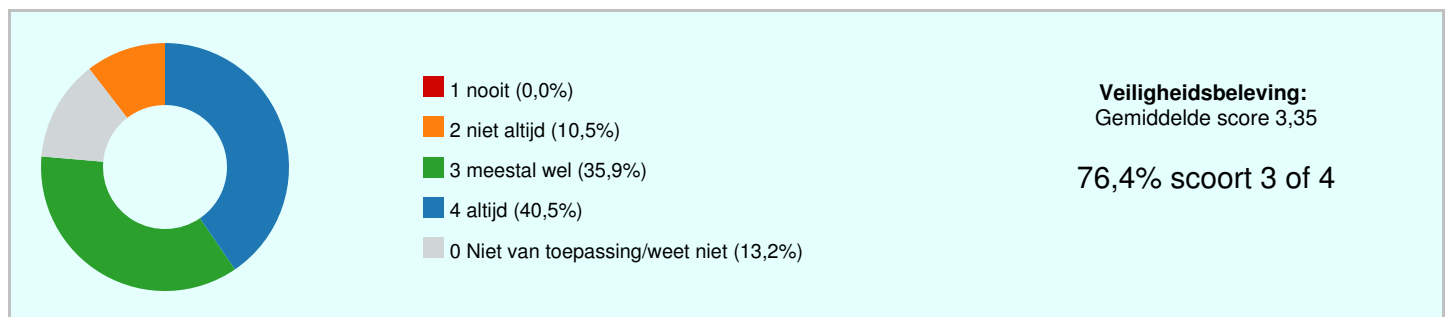 1 nooit (0,0%)
2 niet altijd (10,5%)
3 meestal wel (35,9%)
4 altijd (40,5%)
0 Niet van toepassing/weet niet (13,2%)
Veiligheidsbeleving:
Gemiddelde score 3,35
76,4% scoort 3 of 4